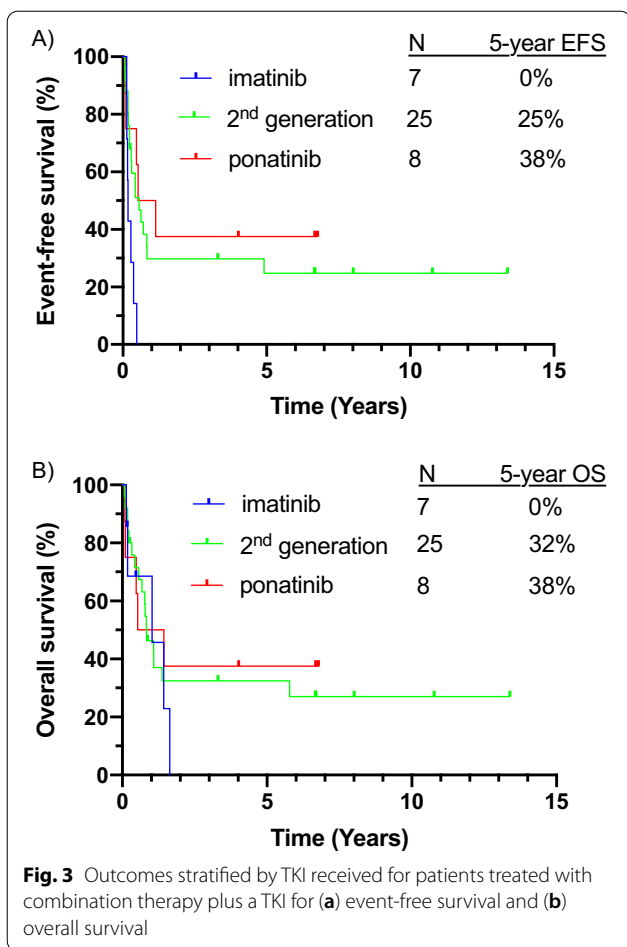 A)
N 5-year EFS
imatinib 7 0%
2nd generation 25 25%
ponatinib 8 38%
Event-free survival (%)
100
80
60
40
20
0
0 5 10 15
Time (Years)
B)
N 5-year OS
imatinib 7 0%
2nd generation 25 32%
ponatinib 8 38%
Overall survival (%)
100
80
60
40
20
0
0 5 10 15
Time (Years)
Fig. 3 Outcomes stratified by TKI received for patients treated with
combination therapy plus a TKI for (a) event-free survival and (b)
overall survival